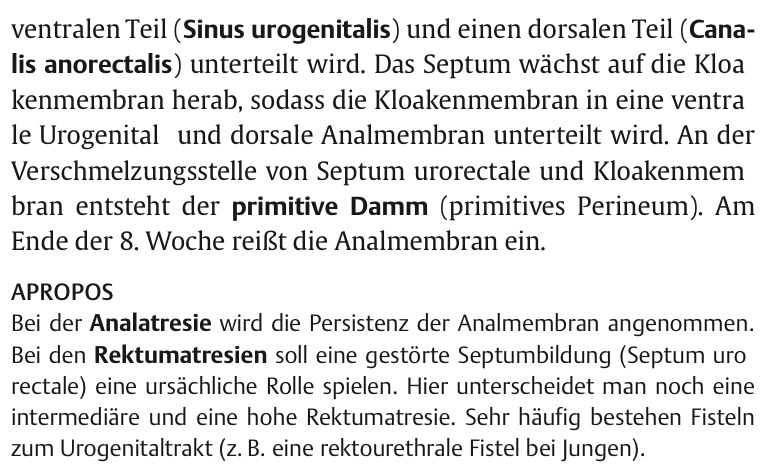 ventralen Teil (Sinus urogenitalis) und einen dorsalen Teil (Cana-
lis anorectalis) unterteilt wird. Das Septum wächst auf die Kloa
kenmembran herab, sodass die Kloakenmembran in eine ventra
le Urogenital und dorsale Analmembran unterteilt wird. An der
Verschmelzungsstelle von Septum urorectale und Kloakenmem
bran entsteht der primitive Damm (primitives Perineum). Am
Ende der 8. Woche reißt die Analmembran ein.
APROPOS
Bei der Analatresie wird die Persistenz der Analmembran angenommen.
Bei den Rektumatresien soll eine gestörte Septumbildung (Septum uro
rectale) eine ursächliche Rolle spielen. Hier unterscheidet man noch eine
intermediäre und eine hohe Rektumatresie. Sehr häufig bestehen Fisteln
zum Urogenitaltrakt (z. B. eine rektourethrale Fistel bei Jungen).